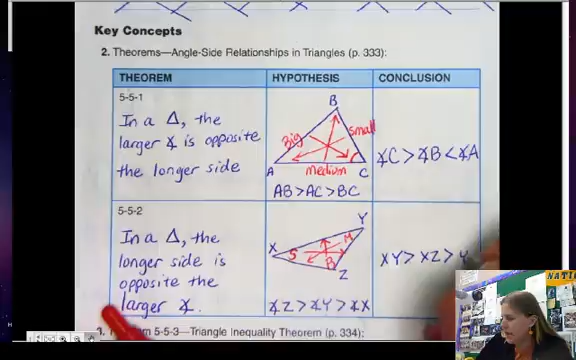 Key Concepts
2. Theorems—Angle-Side Relationships in Triangles (p. 333):
THEOREM HYPOTHESIS CONCLUSION
5-5-1
In a Δ, the
larger ∡ is opposite
the longer side
B
Big small
A medium C
AB > AC > BC
∡C > ∡B < ∡A
5-5-2
In a Δ, the
longer side is
opposite the
larger ∡.
Y
X S M
B
Z
∡Z > ∡Y > ∡X
XY > XZ > Y
5-5-3—Triangle Inequality Theorem (p. 334):